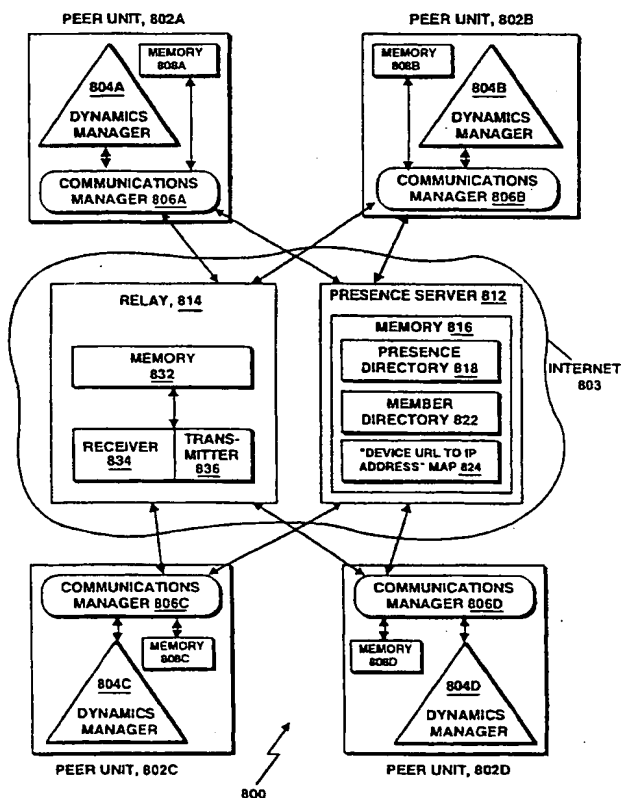 PEER UNIT, 802A
PEER UNIT, 802B
804A
DYNAMICS
MANAGER
MEMORY
808A
COMMUNICATIONS
MANAGER 806A
MEMORY
808B
804B
DYNAMICS
MANAGER
COMMUNICATIONS
MANAGER 806B
RELAY, 814
MEMORY
832
RECEIVER
834
TRANS-
MITTER
836
PRESENCE SERVER 812
MEMORY 816
PRESENCE
DIRECTORY 818
MEMBER
DIRECTORY 822
"DEVICE URL TO IP
ADDRESS" MAP 824
INTERNET
803
COMMUNICATIONS
MANAGER 806C
MEMORY
808C
804C
DYNAMICS
MANAGER
COMMUNICATIONS
MANAGER 806D
MEMORY
808D
804D
DYNAMICS
MANAGER
PEER UNIT, 802C
PEER UNIT, 802D
800